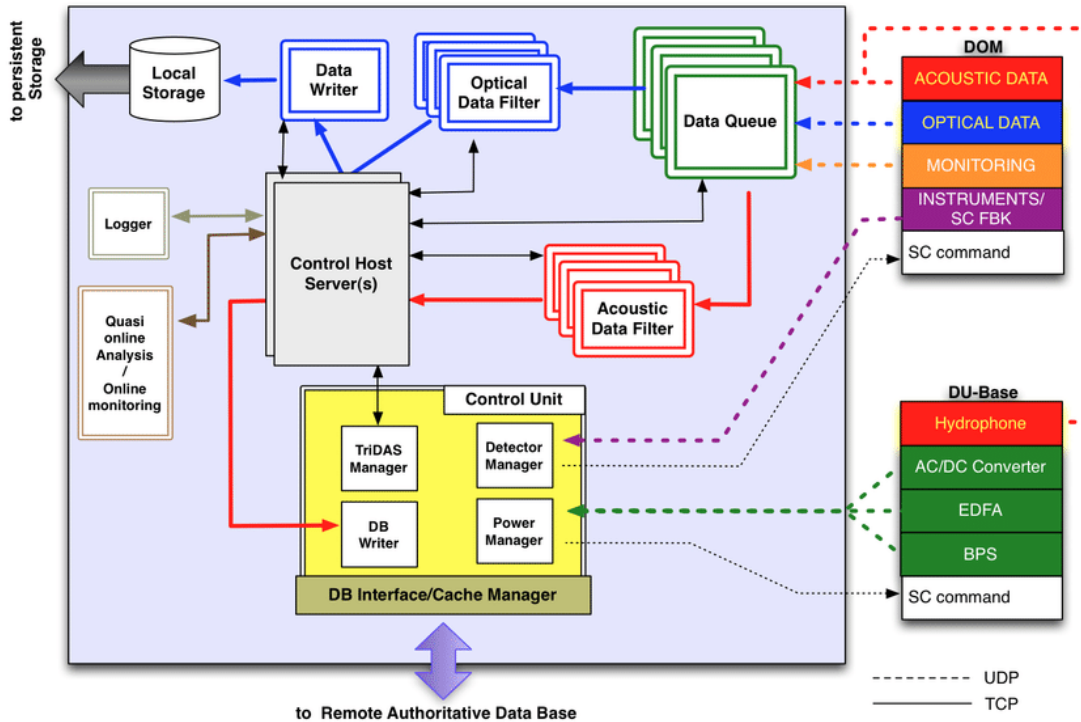 to persistent
Storage
Local
Storage
Data
Writer
Optical
Data Filter
Data Queue
DOM
ACOUSTIC DATA
OPTICAL DATA
MONITORING
INSTRUMENTS/
SC FBK
SC command
Logger
Control Host
Server(s)
Acoustic
Data Filter
Quasi
online
Analysis
/
Online
monitoring
Control Unit
TriDAS
Manager
Detector
Manager
DB
Writer
Power
Manager
DB Interface/Cache Manager
DU-Base
Hydrophone
AC/DC Converter
EDFA
BPS
SC command
UDP
TCP
to Remote Authoritative Data Base